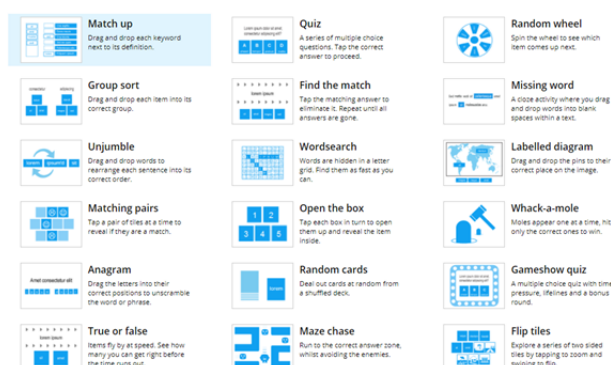 Match up
Drag and drop each keyword
next to its definition.
Quiz
A series of multiple choice
questions. Tap the correct
answer to proceed.
A B C D
Random wheel
Spin the wheel to see which
item comes up next.
Group sort
Drag and drop each item into its
correct group.
Find the match
Tap the matching answer to
eliminate it. Repeat until all
answers are gone.
Missing word
A cloze activity where you drag
and drop words into blank
spaces within a text.
Unjumble
Drag and drop words to
rearrange each sentence into its
correct order.
Wordsearch
Words are hidden in a letter
grid. Find them as fast as you
can.
Labelled diagram
Drag and drop the pins to their
correct place on the image.
Matching pairs
Tap a pair of tiles at a time to
reveal if they are a match.
1 2
3 4 5
Open the box
Tap each box in turn to open
them up and reveal the item
inside.
Whack-a-mole
Moles appear one at a time, hit
only the correct ones to win.
Anagram
Drag the letters into their
correct positions to unscramble
the word or phrase.
Random cards
Deal out cards at random from
a shuffled deck.
Gameshow quiz
A multiple choice quiz with time
pressure, lifelines and a bonus
round.
True or false
Items fly by at speed. See how
many you can get right before
the time runs out.
Maze chase
Run to the correct answer zone,
whilst avoiding the enemies.
Flip tiles
Explore a series of two sided
tiles by tapping to zoom and
swiping to flip.